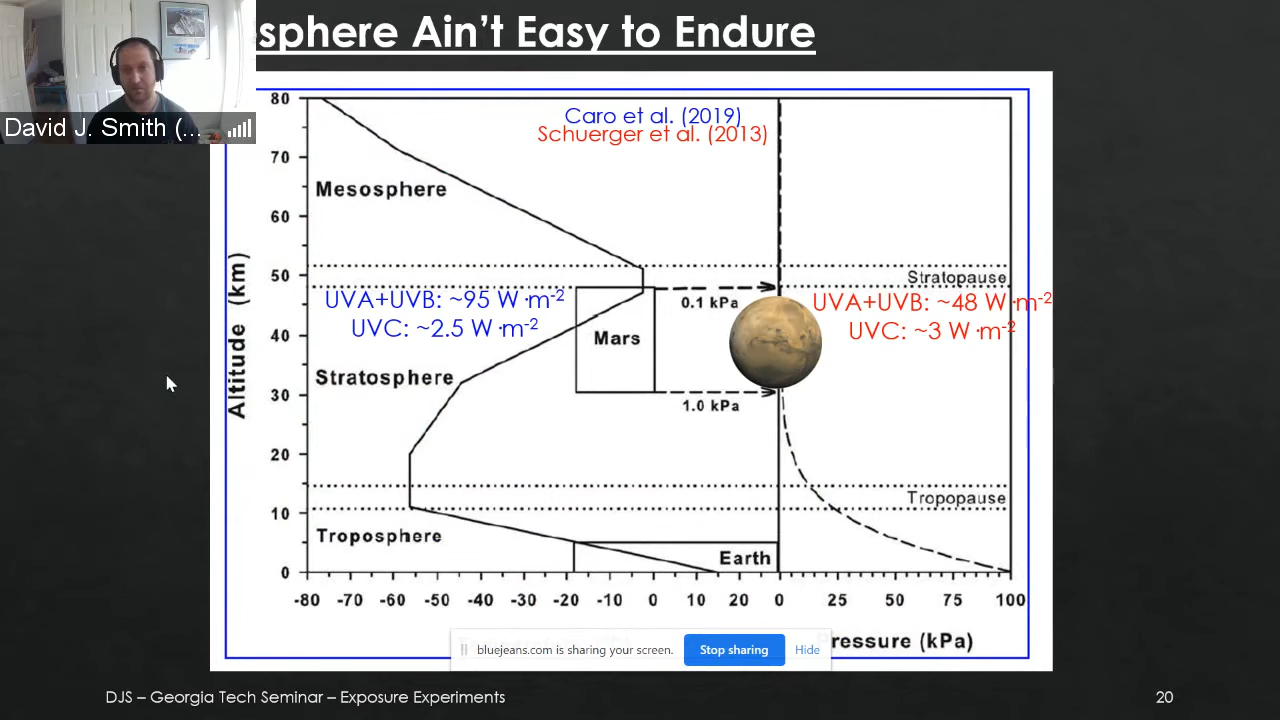 sphere Ain't Easy to Endure
David J. Smith (...
Caro et al. (2019)
Schuerger et al. (2013)
80
70
60
50
40
30
20
10
0
Altitude (km)
Mesosphere
Stratopause
UVA+UVB: ~95 W·m-2
UVC: ~2.5 W·m-2
0.1 kPa
UVA+UVB: ~48 W·m-2
UVC: ~3 W·m-2
Mars
Stratosphere
1.0 kPa
Tropopause
Troposphere
Earth
-80 -70 -60 -50 -40 -30 -20 -10 0 10 20 0 25 50 75 100
Pressure (kPa)
bluejeans.com is sharing your screen. Stop sharing Hide
DJS – Georgia Tech Seminar – Exposure Experiments
20